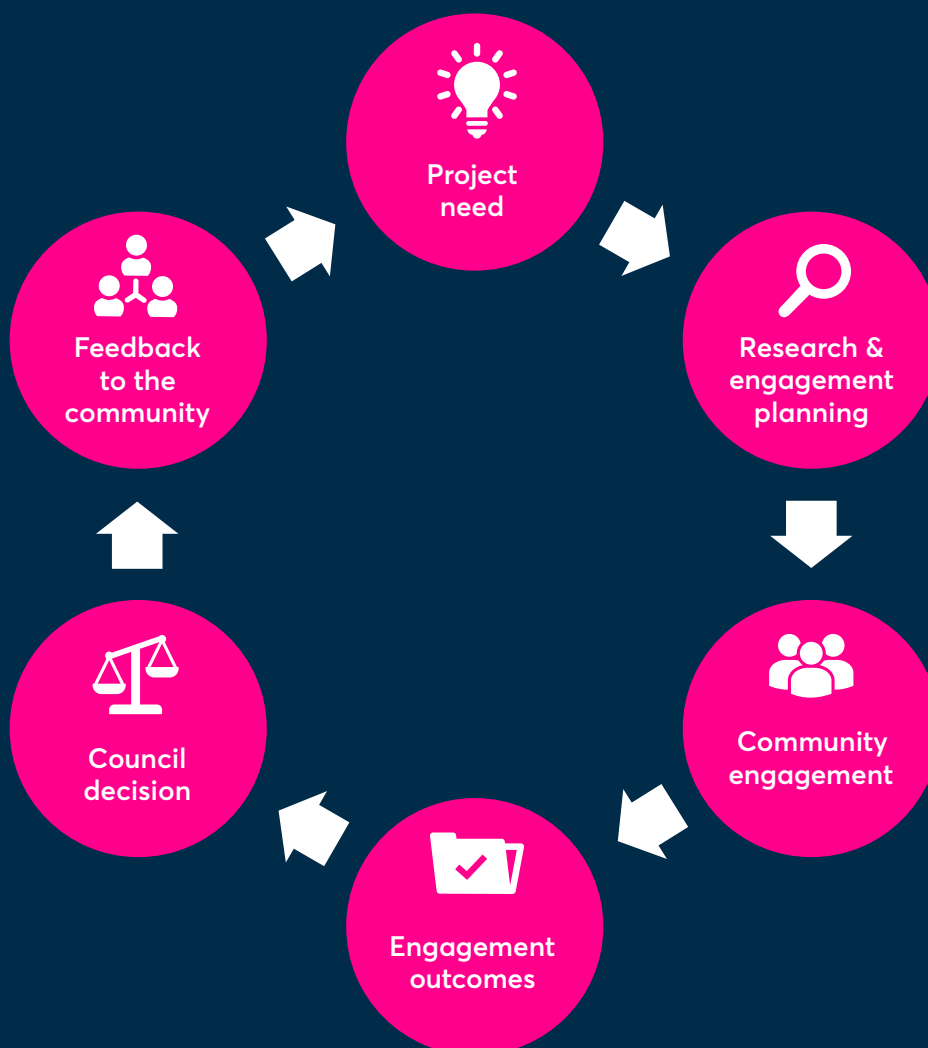 Project
need
Research &
engagement
planning
Community
engagement
Engagement
outcomes
Council
decision
Feedback
to the
community